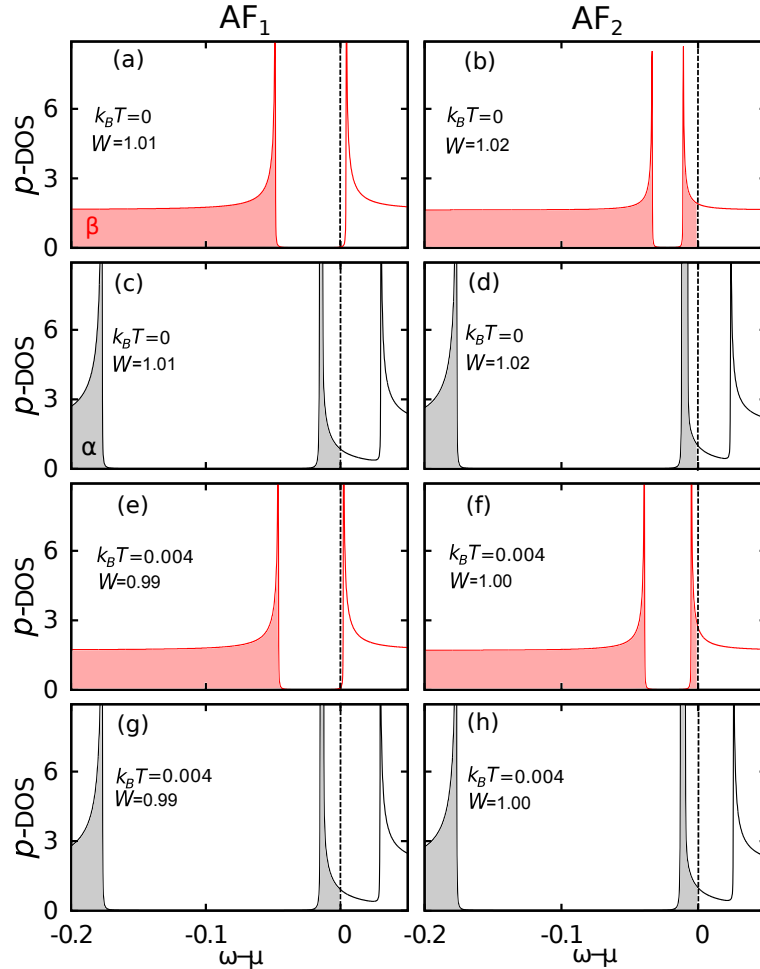 AF1
AF2
(a)
kBT=0
W=1.01
β
p-DOS
6
3
0
(b)
kBT=0
W=1.02
(c)
kBT=0
W=1.01
α
p-DOS
6
3
0
(d)
kBT=0
W=1.02
(e)
kBT=0.004
W=0.99
p-DOS
6
3
0
(f)
kBT=0.004
W=1.00
(g)
kBT=0.004
W=0.99
p-DOS
6
3
0
(h)
kBT=0.004
W=1.00
-0.2
-0.1
0
-0.2
-0.1
0
ω−μ
ω−μ